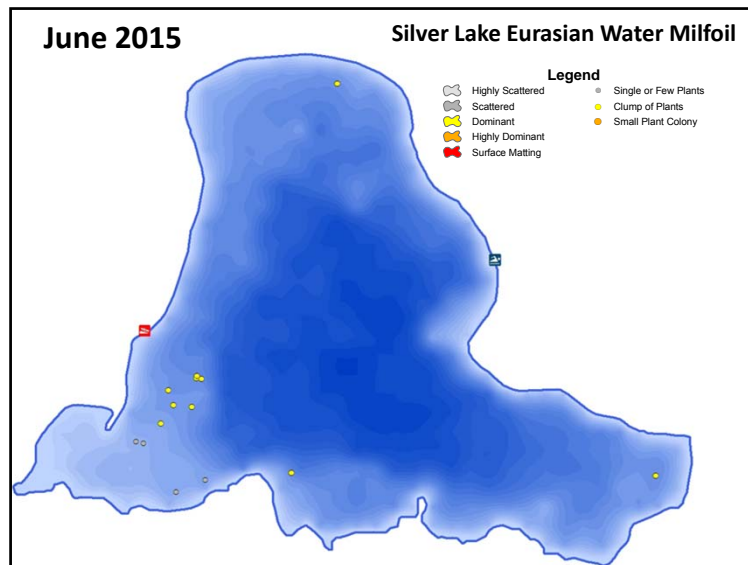 June 2015
Silver Lake Eurasian Water Milfoil
Legend
Highly Scattered
Scattered
Dominant
Highly Dominant
Surface Matting
Single or Few Plants
Clump of Plants
Small Plant Colony